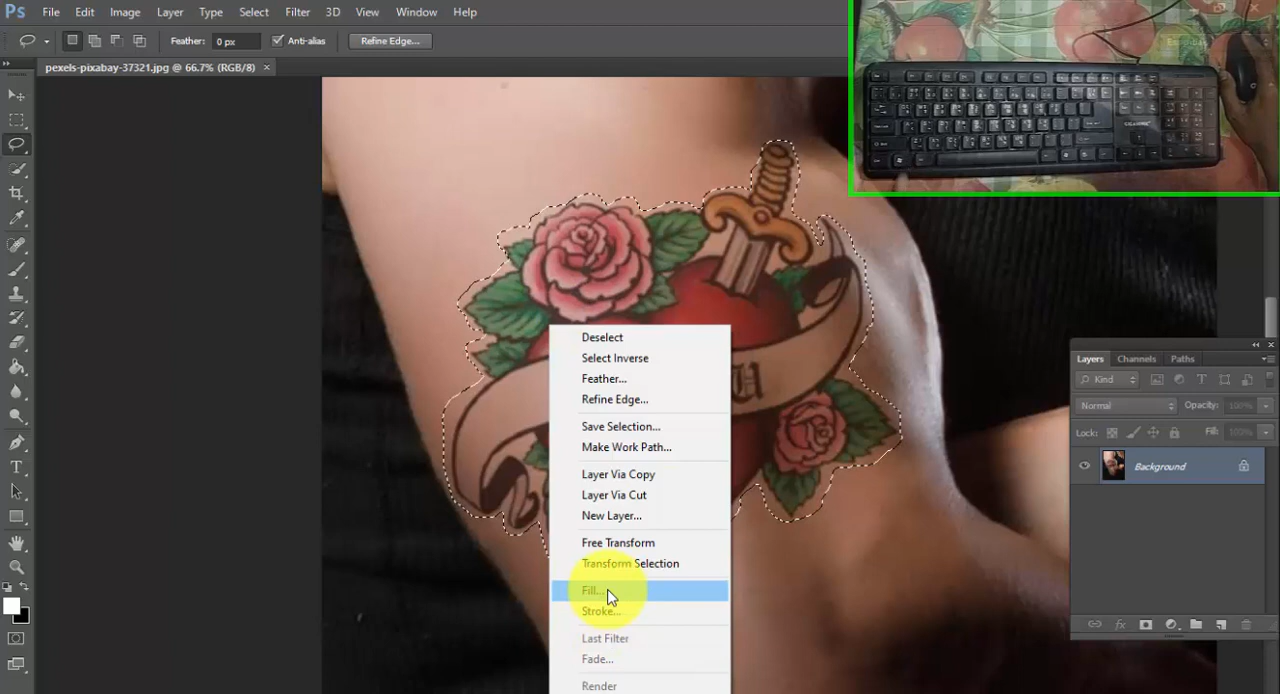 Ps File Edit Image Layer Type Select Filter 3D View Window Help
Feather: 0 px Anti-alias Refine Edge...
pexels-pixabay-37321.jpg @ 66.7% (RGB/8) ×
Deselect
Select Inverse
Feather...
Refine Edge...
Save Selection...
Make Work Path...
Layer Via Copy
Layer Via Cut
New Layer...
Free Transform
Transform Selection
Fill...
Stroke...
Last Filter
Fade...
Render
Layers Channels Paths
Kind
Normal Opacity: 100%
Lock: Fill: 100%
Background